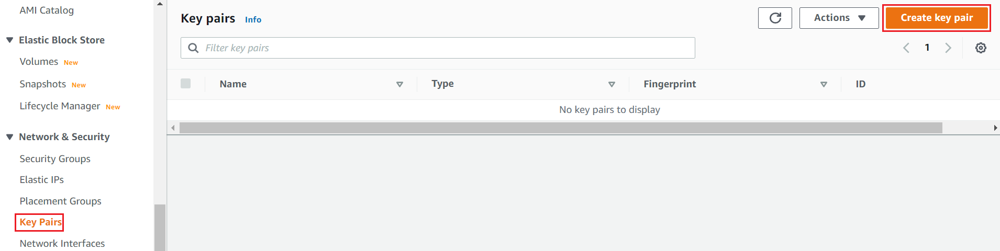 AMI Catalog
Elastic Block Store
Volumes New
Snapshots New
Lifecycle Manager New
Network & Security
Security Groups
Elastic IPs
Placement Groups
Key Pairs
Network Interfaces
Key pairs Info
Actions
Create key pair
Filter key pairs
1
Name Type Fingerprint ID
No key pairs to display